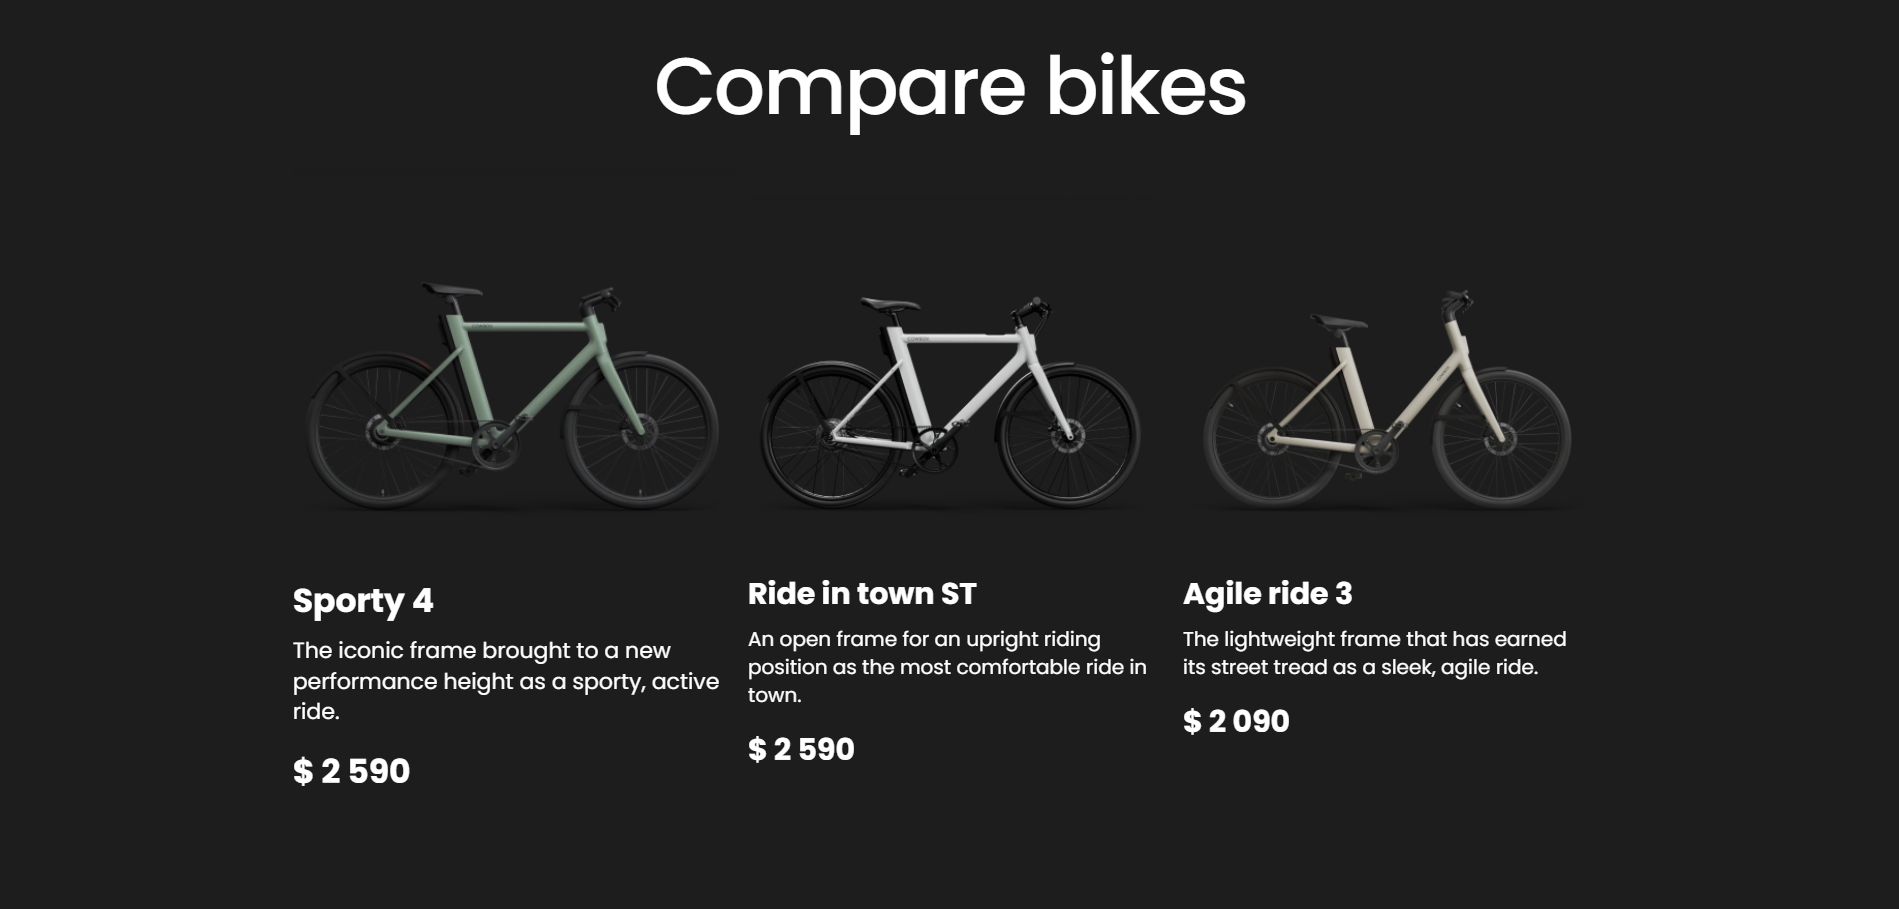 Compare bikes
Sporty 4
The iconic frame brought to a new
performance height as a sporty, active
ride.
$ 2 590
Ride in town ST
An open frame for an upright riding
position as the most comfortable ride in
town.
$ 2 590
Agile ride 3
The lightweight frame that has earned
its street tread as a sleek, agile ride.
$ 2 090